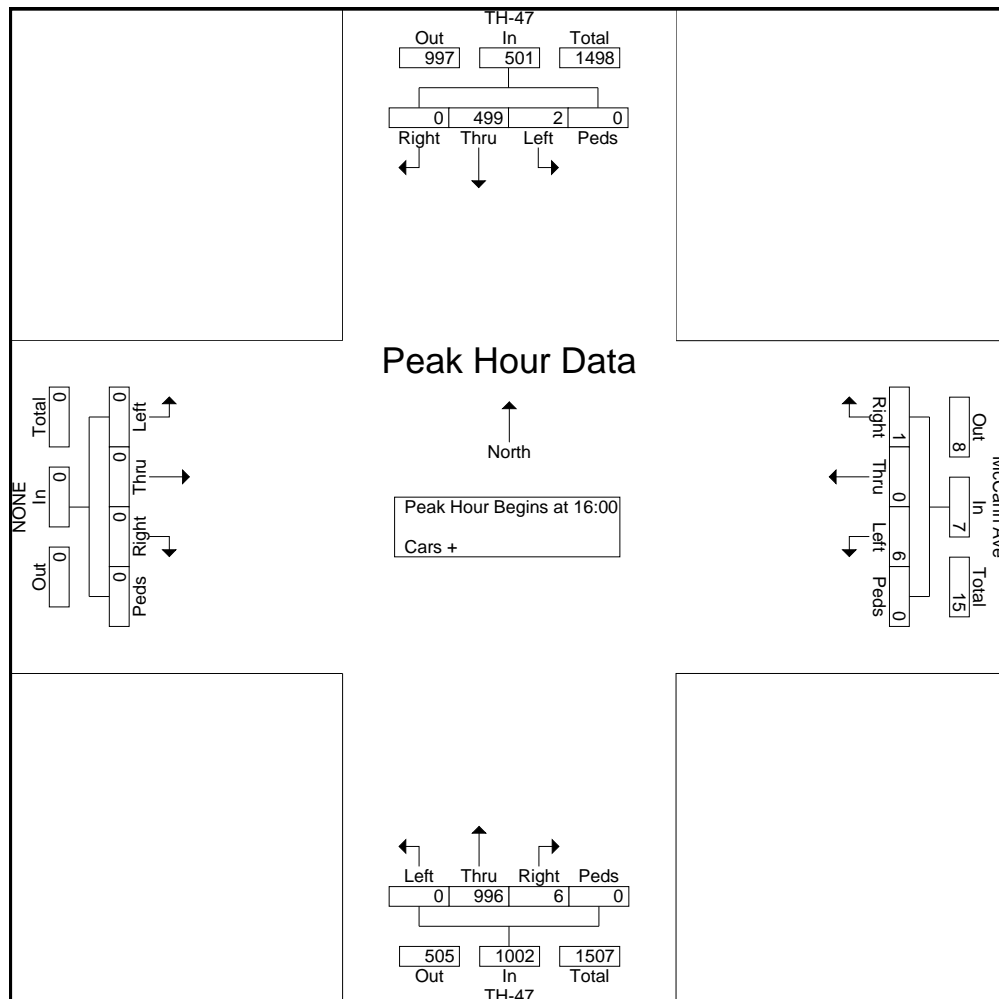 TH-47
Out In Total
997 501 1498
0 499 2 0
Right Thru Left Peds
Peak Hour Data
North
Peak Hour Begins at 16:00
Cars +
NONE
Total In Out
0 0 0
0 0 0 0
Left Thru Right Peds
Right Thru Left Peds
1 0 6 0
8 7 15
Out In Total
McCann Ave
Left Thru Right Peds
0 996 6 0
505 1002 1507
Out In Total
TH-47